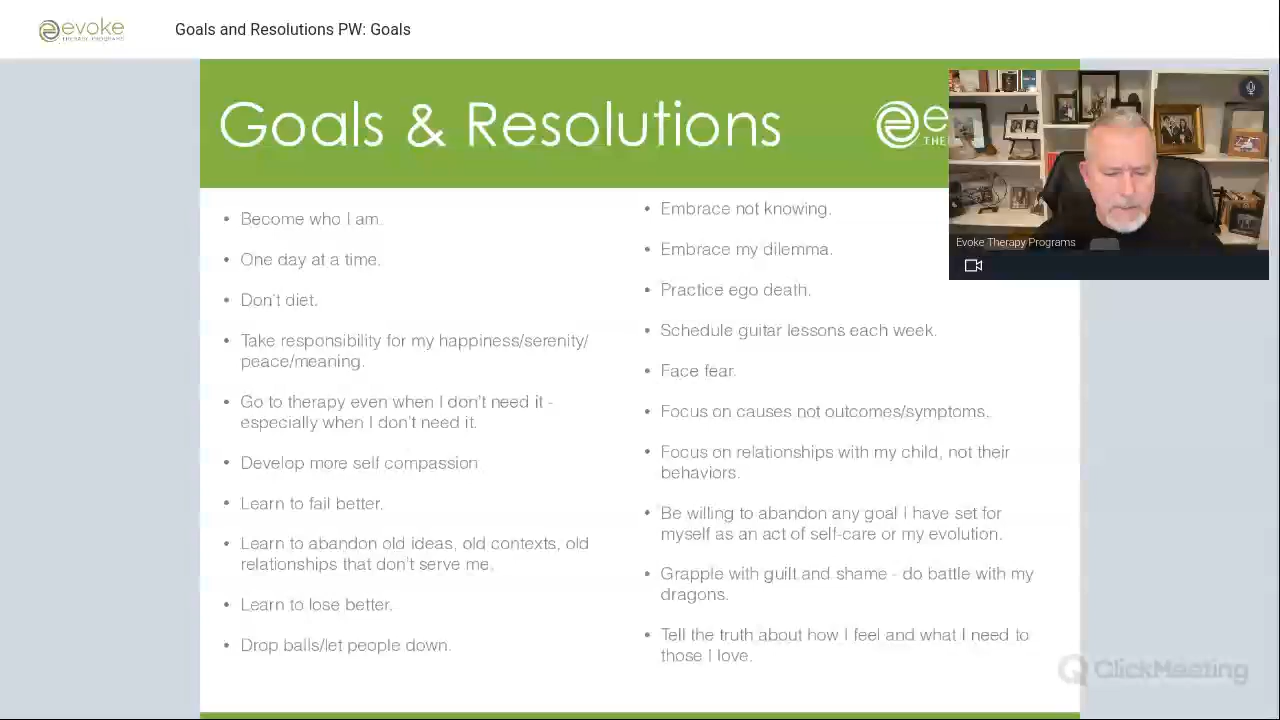 evoke
THERAPY PROGRAMS
Goals and Resolutions PW: Goals
Goals & Resolutions
e
THE
• Become who I am.
• One day at a time.
• Don't diet.
• Take responsibility for my happiness/serenity/
peace/meaning.
• Go to therapy even when I don't need it -
especially when I don't need it.
• Develop more self compassion
• Learn to fail better.
• Learn to abandon old ideas, old contexts, old
relationships that don't serve me.
• Learn to lose better.
• Drop balls/let people down.
• Embrace not knowing.
• Embrace my dilemma.
• Practice ego death.
• Schedule guitar lessons each week.
• Face fear.
• Focus on causes not outcomes/symptoms.
• Focus on relationships with my child, not their
behaviors.
• Be willing to abandon any goal I have set for
myself as an act of self-care or my evolution.
• Grapple with guilt and shame - do battle with my
dragons.
• Tell the truth about how I feel and what I need to
those I love.
Evoke Therapy Programs
ClickMeeting